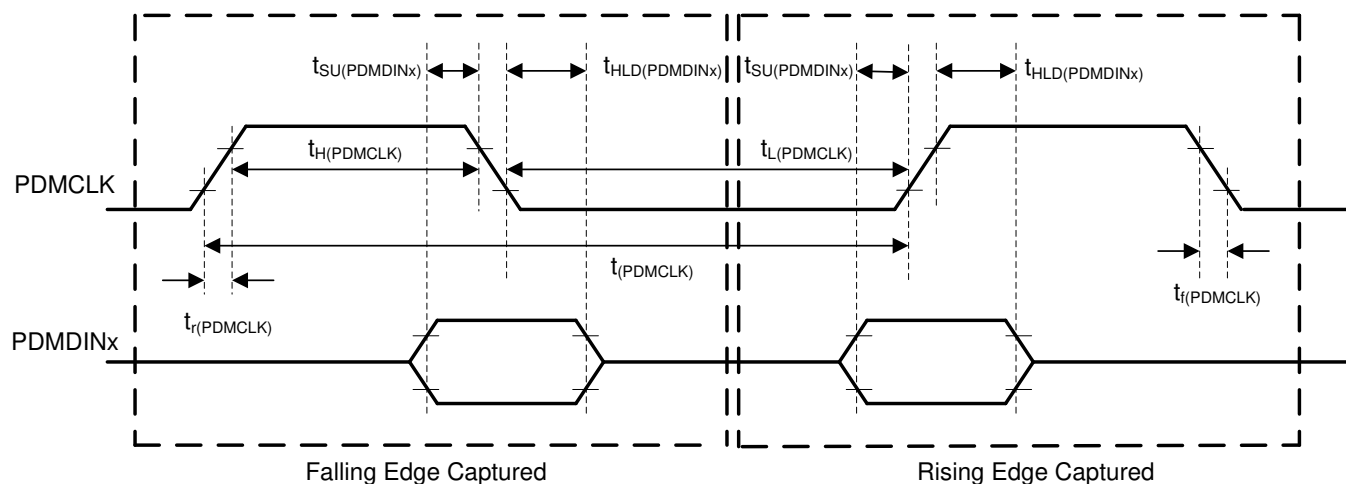 tSU(PDMDINx) tHLD(PDMDINx) tSU(PDMDINx) tHLD(PDMDINx)
tH(PDMCLK) tL(PDMCLK)
PDMCLK
t(PDMCLK)
tr(PDMCLK) tf(PDMCLK)
PDMDINx
Falling Edge Captured Rising Edge Captured